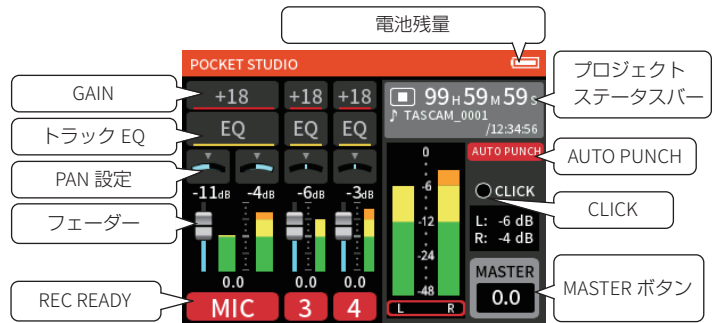 電池残量
POCKET STUDIO
GAIN
+18 +18 +18
99H59M59S
プロジェクト
ステータスバー
♪ TASCAM_0001
/12:34:56
トラック EQ
EQ EQ EQ
0
AUTO PUNCH
AUTO PUNCH
PAN 設定
-11dB -4dB -6dB -3dB
-6
CLICK
CLICK
フェーダー
-12
L: -6 dB
R: -4 dB
-24
0.0 0.0 0.0
-48
MASTER
0.0
MASTER ボタン
REC READY
MIC 3 4
L R